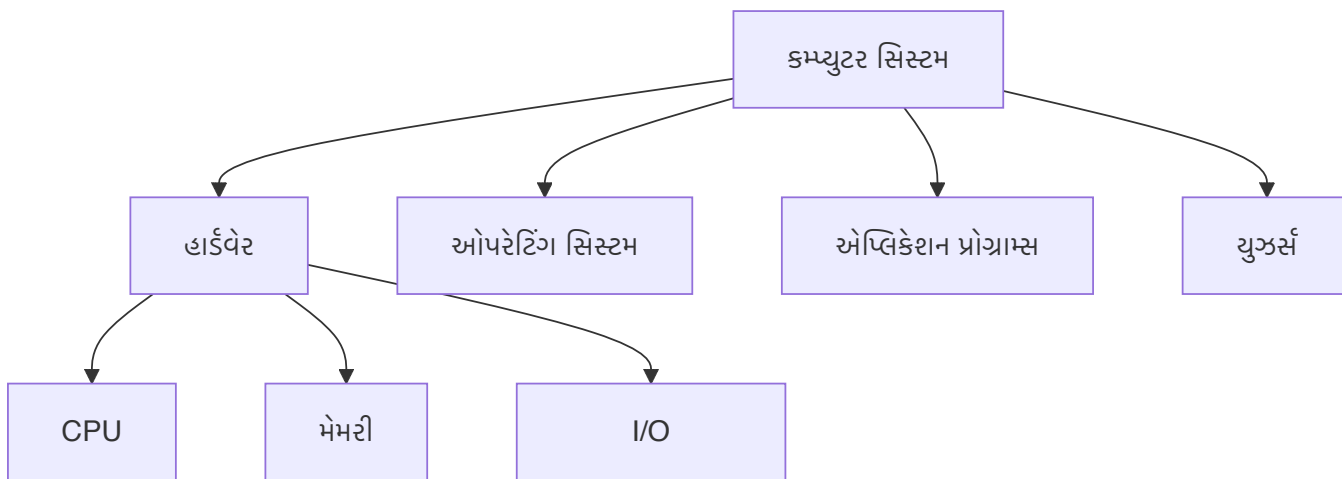 કમ્પ્યુટર સિસ્ટમ
હાર્ડવેર
ઓપરેટિંગ સિસ્ટમ
એપ્લિકેશન પ્રોગ્રામ્સ
યુઝર્સ
CPU
મેમરી
I/O